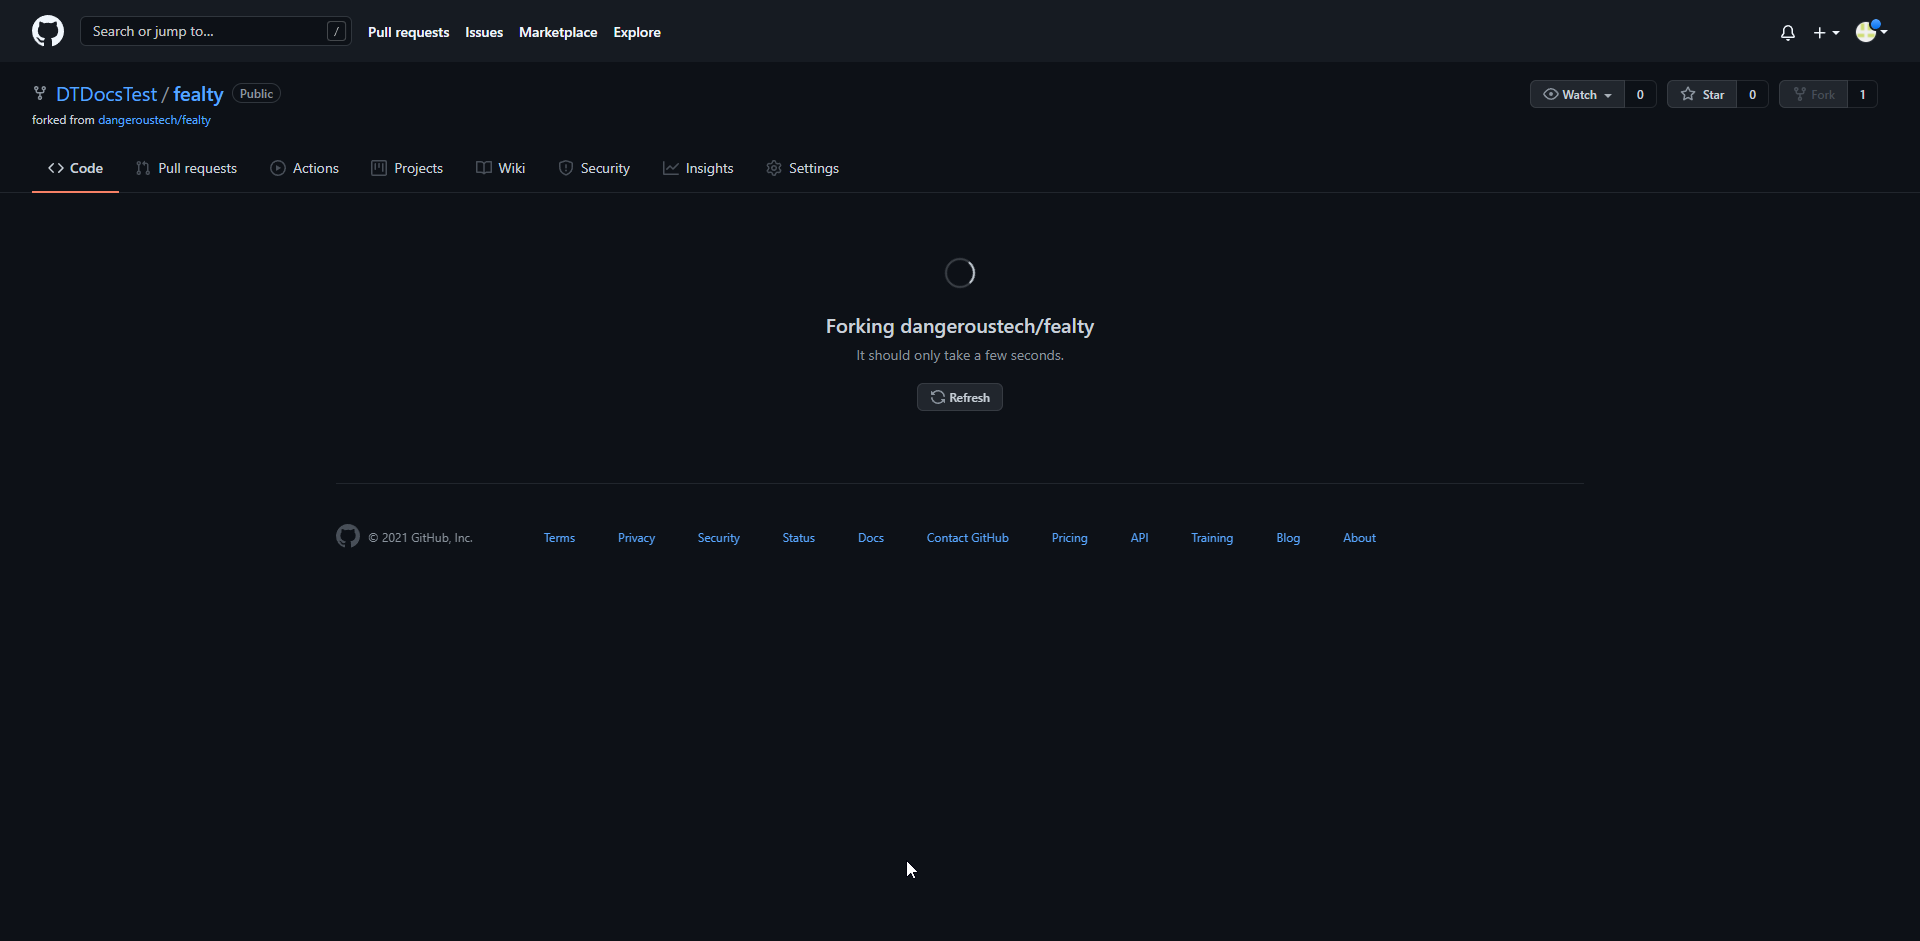 Search or jump to... /
Pull requests Issues Marketplace Explore
DTDocsTest / fealty Public
Watch 0 Star 0 Fork 1
forked from dangeroustech/fealty
Code Pull requests Actions Projects Wiki Security Insights Settings
Forking dangeroustech/fealty
It should only take a few seconds.
Refresh
© 2021 GitHub, Inc. Terms Privacy Security Status Docs Contact GitHub Pricing API Training Blog About